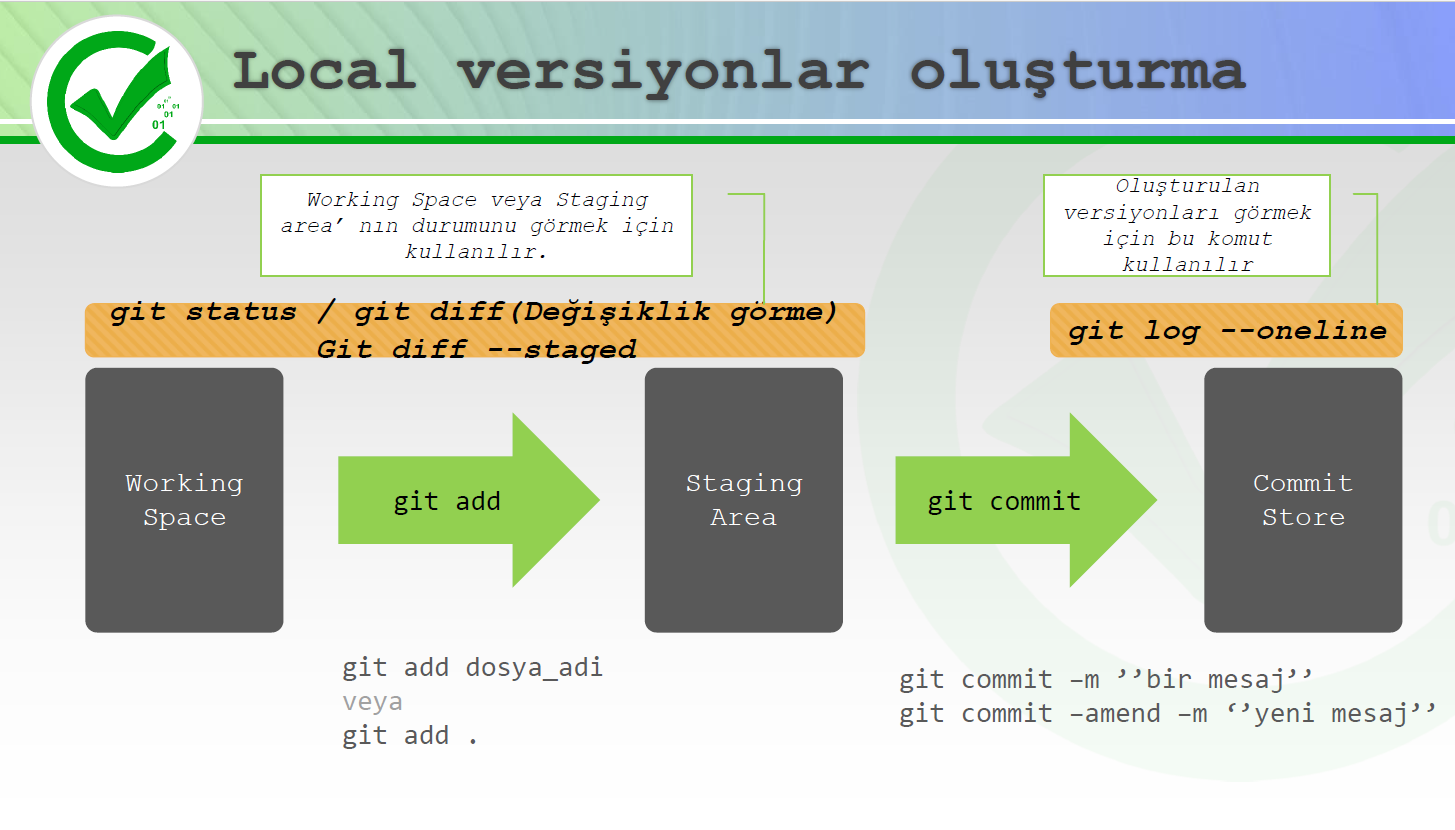 Local versiyonlar oluşturma
01 01
01
01
Working Space veya Staging
area’ nın durumunu görmek için
kullanılır.
Oluşturulan
versiyonları görmek
için bu komut
kullanılır
git status / git diff(Değişiklik görme)
Git diff --staged
git log --oneline
Working
Space
git add
Staging
Area
git commit
Commit
Store
git add dosya_adi
veya
git add .
git commit –m ’’bir mesaj’’
git commit –amend –m ‘’yeni mesaj’’